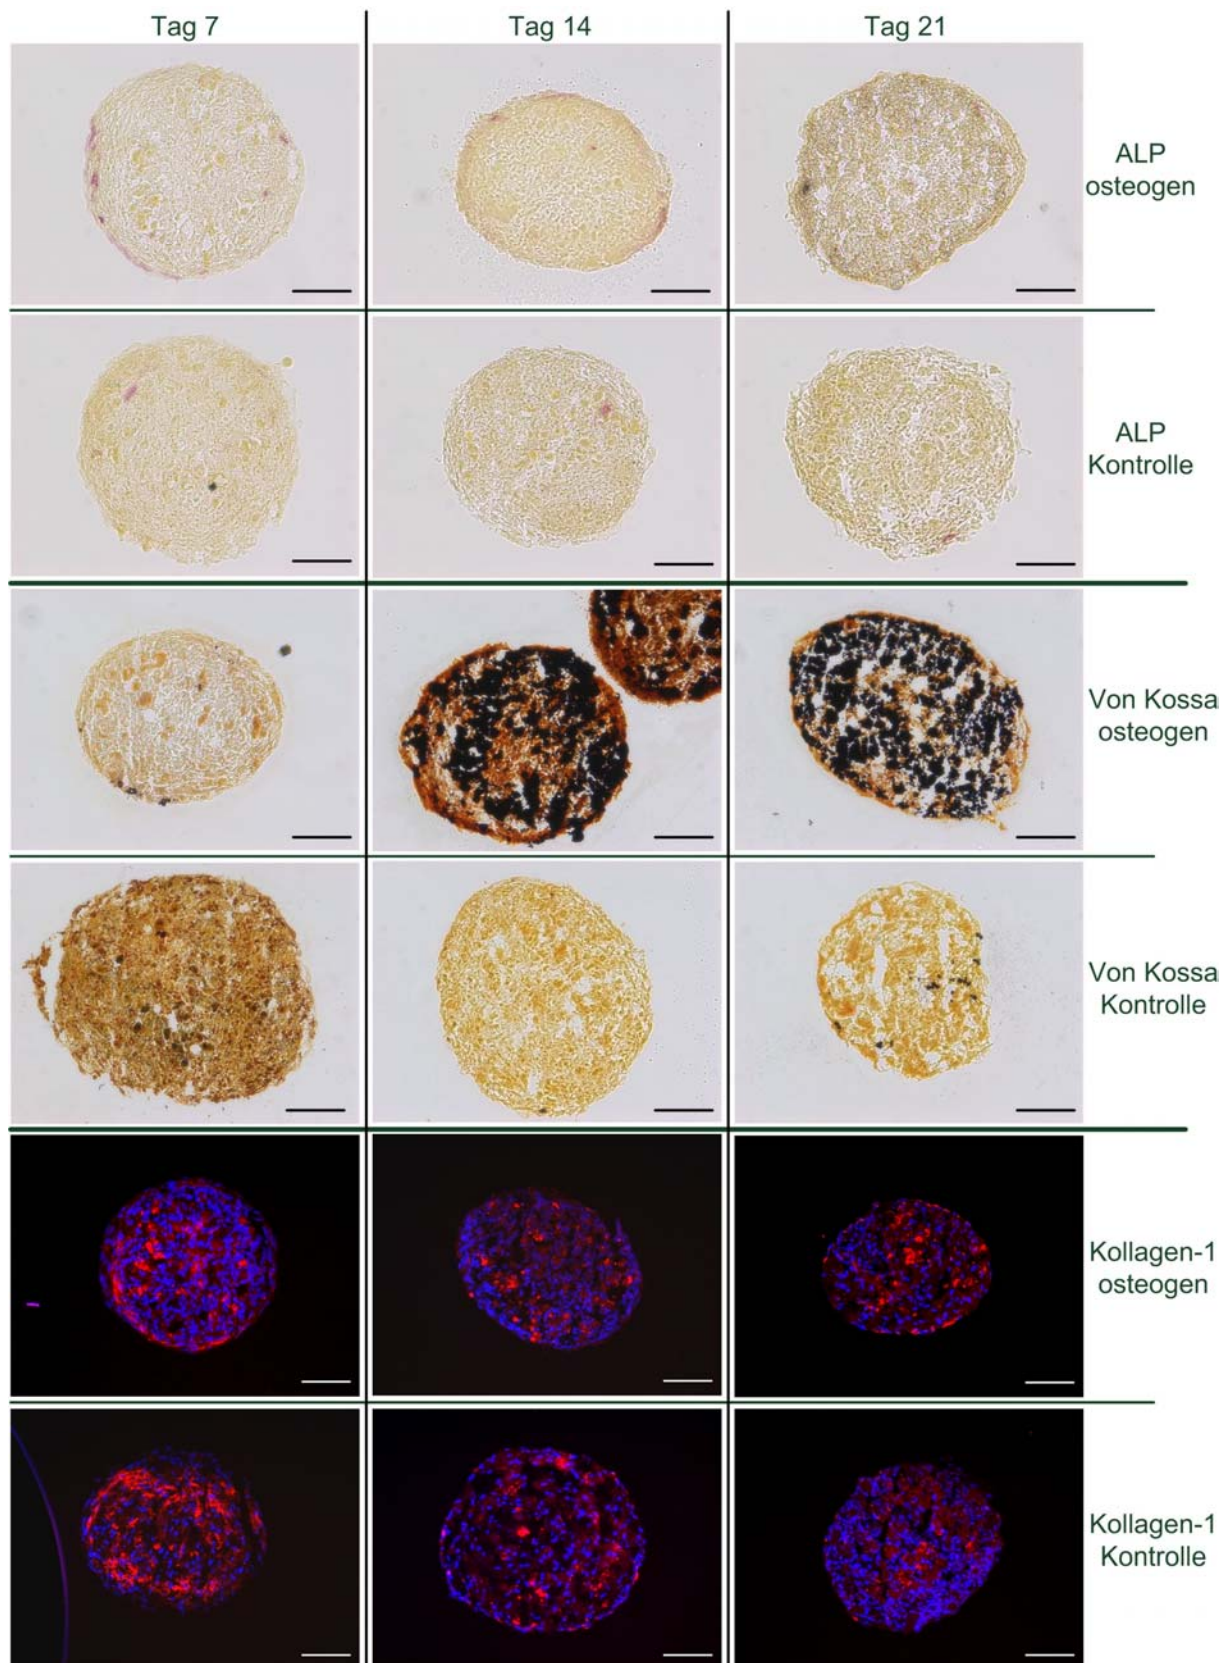 Tag 7
Tag 14
Tag 21
ALP
osteogen
ALP
Kontrolle
Von Kossa
osteogen
Von Kossa
Kontrolle
Kollagen-1
osteogen
Kollagen-1
Kontrolle